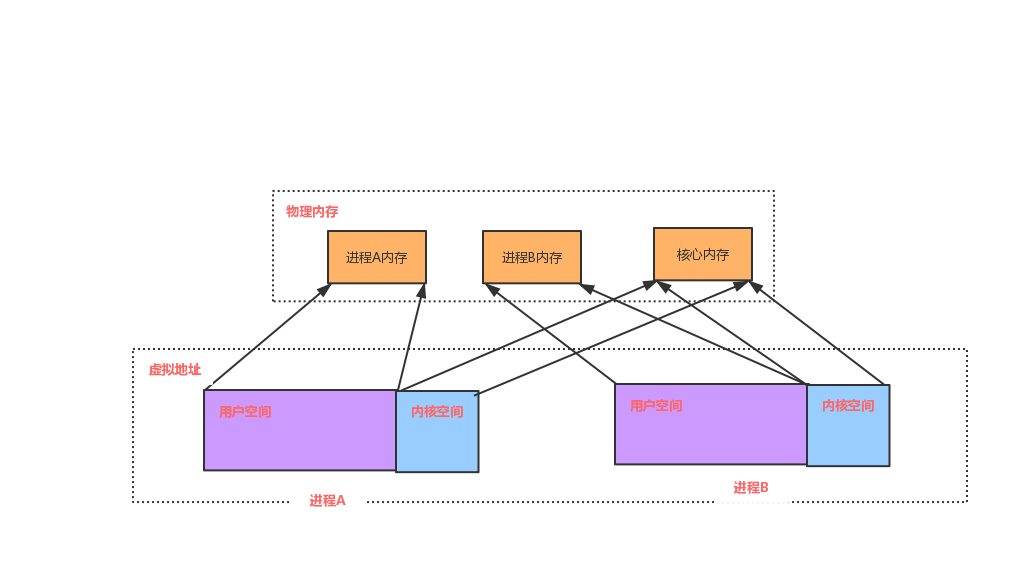 物理内存
进程A内存
进程B内存
核心内存
虚拟地址
用户空间
内核空间
用户空间
内核空间
进程A
进程B